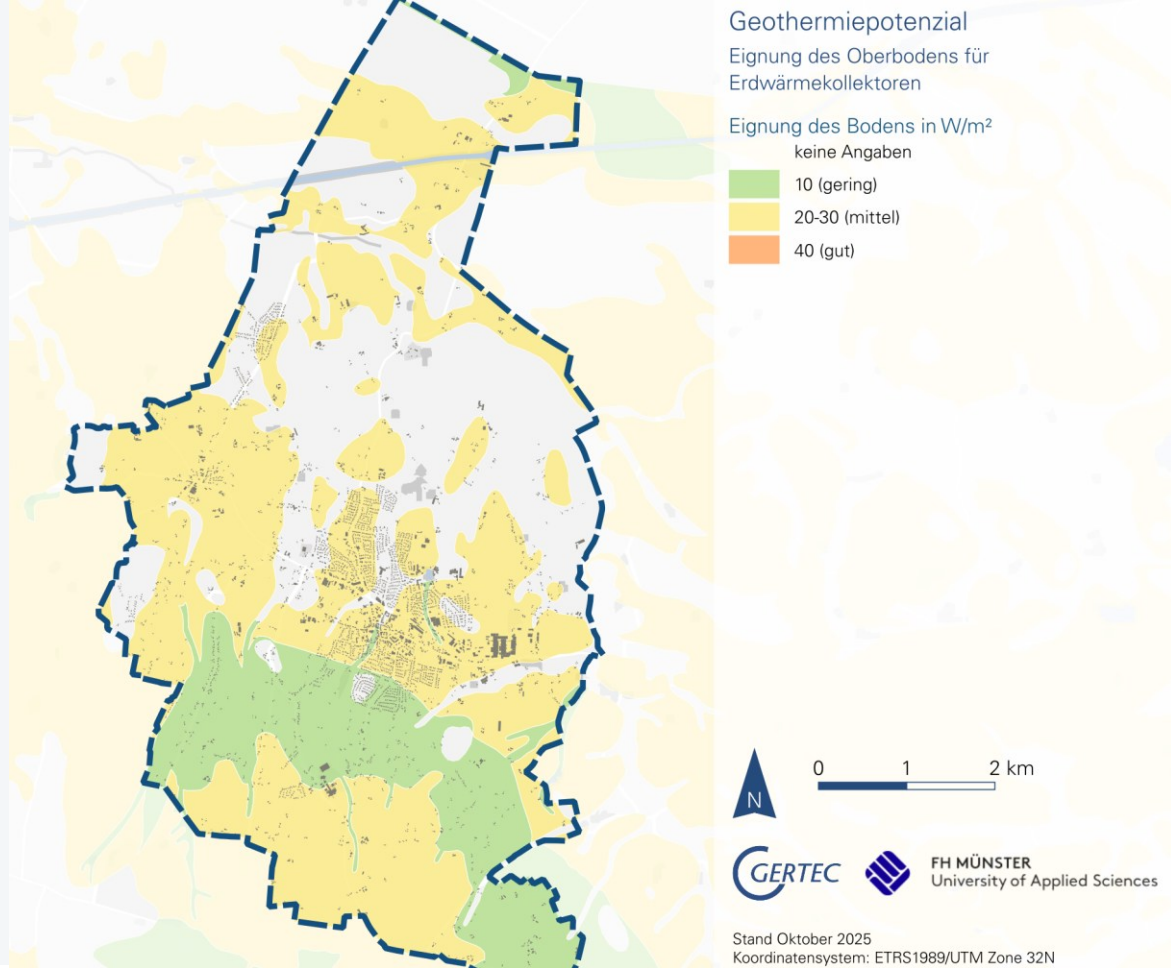 Geothermiepotenzial
Eignung des Oberbodens für
Erdwärmekollektoren
Eignung des Bodens in W/m²
keine Angaben
10 (gering)
20-30 (mittel)
40 (gut)
0 1 2 km
N
GERTEC
FH MÜNSTER
University of Applied Sciences
Stand Oktober 2025
Koordinatensystem: ETRS1989/UTM Zone 32N